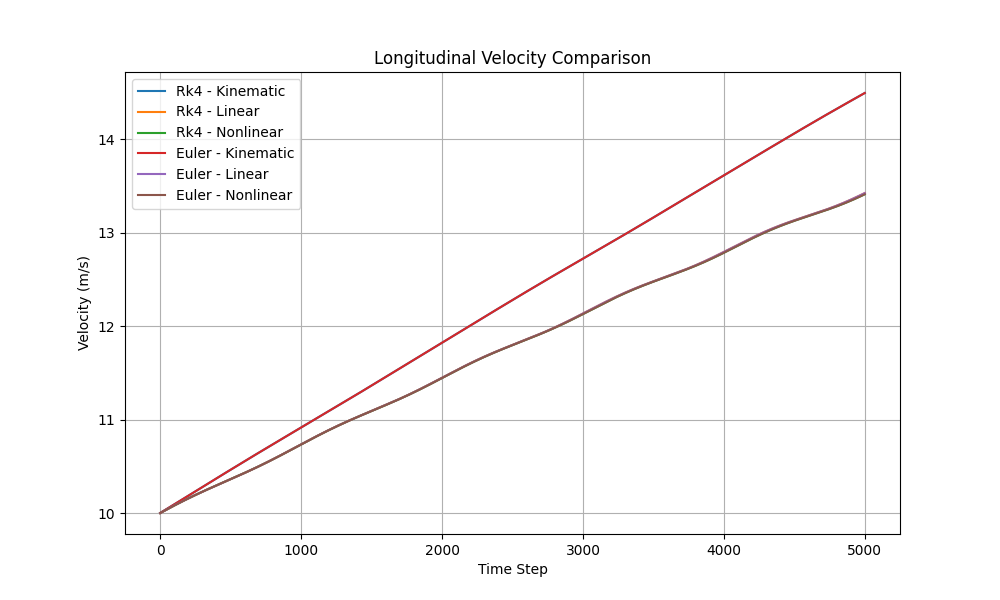 Longitudinal Velocity Comparison
Rk4 - Kinematic
Rk4 - Linear
Rk4 - Nonlinear
Euler - Kinematic
Euler - Linear
Euler - Nonlinear
14
13
12
11
10
Velocity (m/s)
0 1000 2000 3000 4000 5000
Time Step